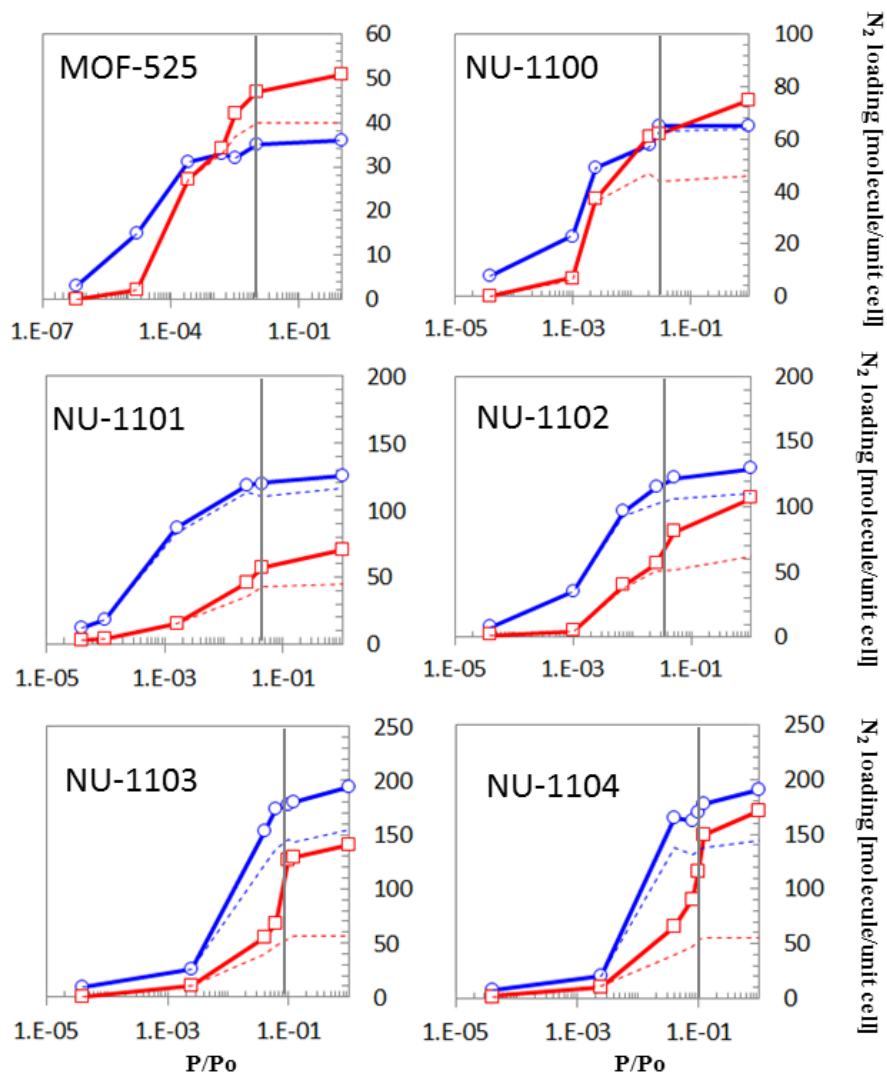 MOF-525
60
50
40
30
20
10
0
1.E-07 1.E-04 1.E-01
NU-1100
100
80
60
40
20
0
1.E-05 1.E-03 1.E-01
N₂ loading [molecule/unit cell]
NU-1101
200
150
100
50
0
1.E-05 1.E-03 1.E-01
NU-1102
200
150
100
50
0
1.E-05 1.E-03 1.E-01
N₂ loading [molecule/unit cell]
NU-1103
250
200
150
100
50
0
1.E-05 1.E-03 1.E-01
P/Po
NU-1104
250
200
150
100
50
0
1.E-05 1.E-03 1.E-01
P/Po
N₂ loading [molecule/unit cell]